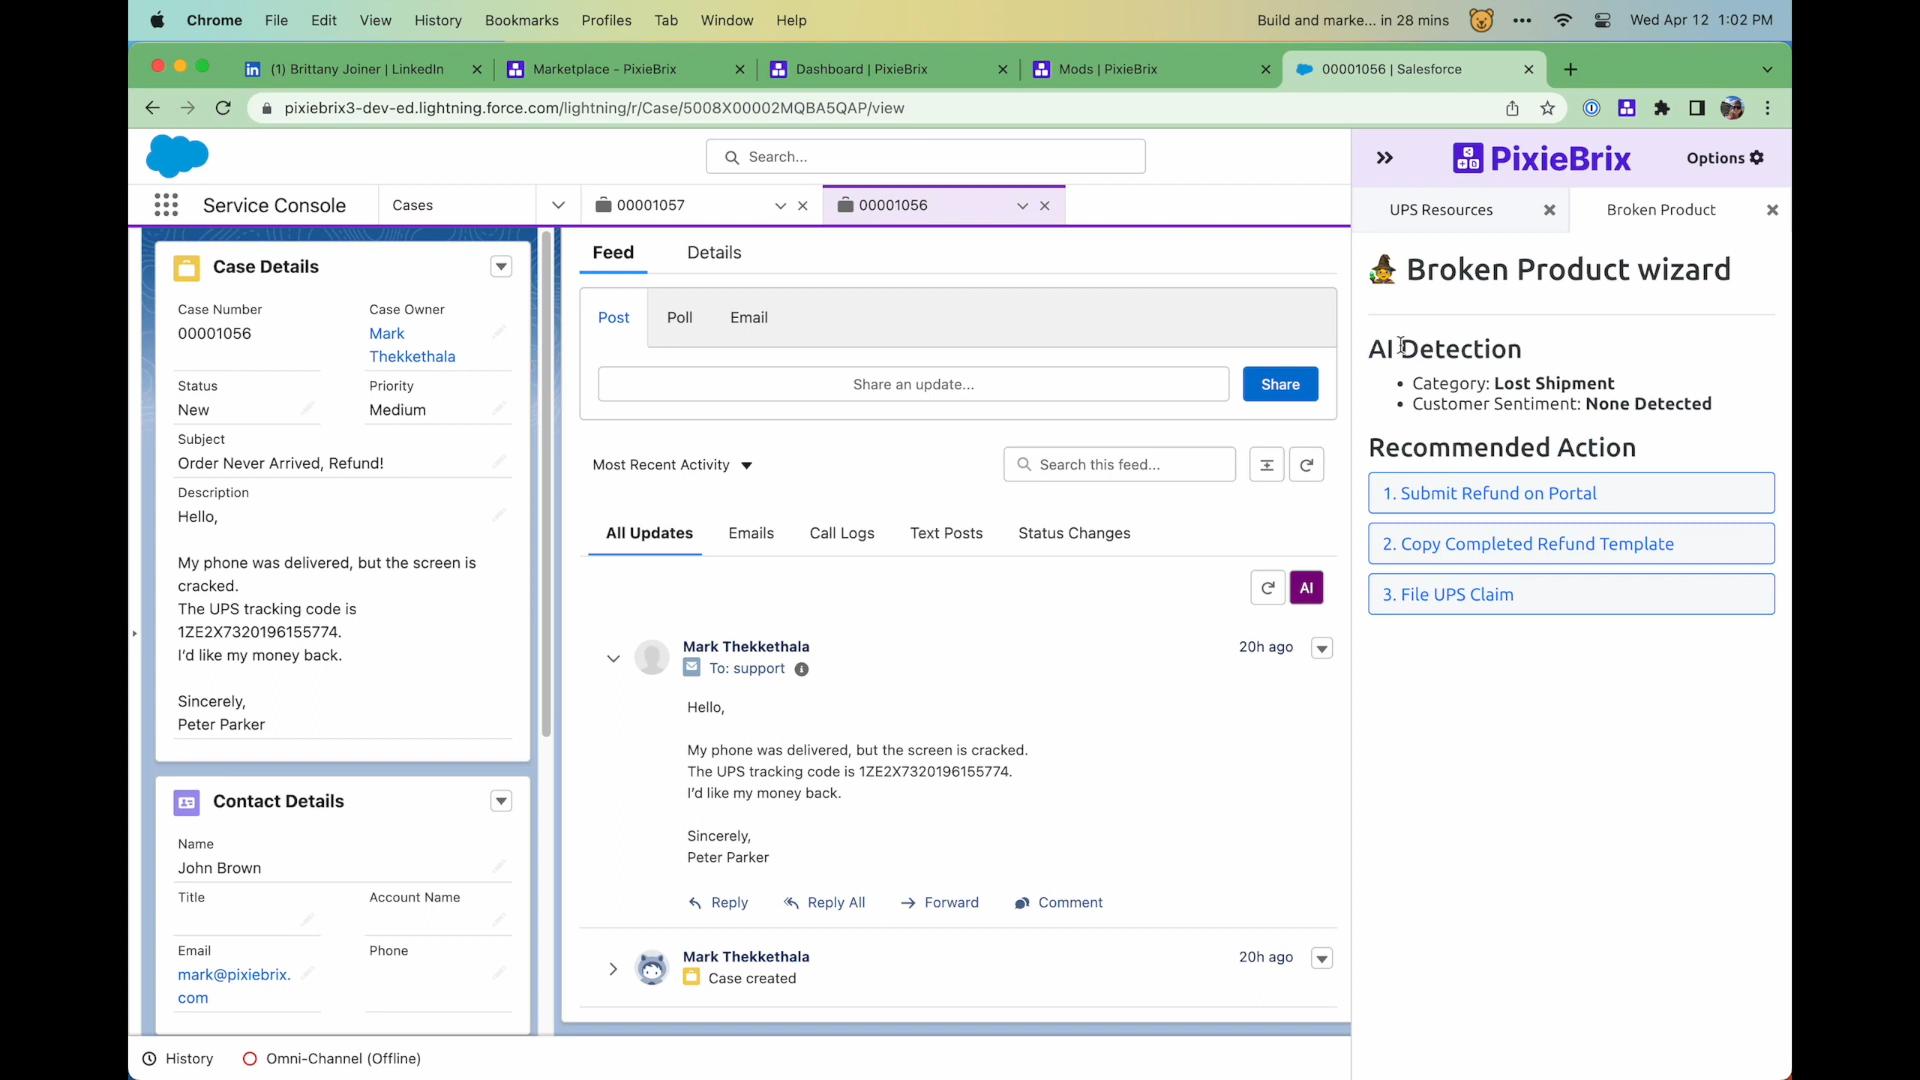 Chrome File Edit View History Bookmarks Profiles Tab Window Help Build and marke... in 28 mins Wed Apr 12 1:02 PM
(1) Brittany Joiner | LinkedIn Marketplace - PixieBrix Dashboard | PixieBrix Mods | PixieBrix 00001056 | Salesforce
pixiebrix3-dev-ed.lightning.force.com/lightning/r/Case/5008X00002MQBA5QAP/view
Search...
Service Console Cases 00001057 00001056
Case Details
Case Number Case Owner
00001056 Mark
Thekkethala
Status Priority
New Medium
Subject
Order Never Arrived, Refund!
Description
Hello,
My phone was delivered, but the screen is
cracked.
The UPS tracking code is
1ZE2X7320196155774.
I'd like my money back.
Sincerely,
Peter Parker
Contact Details
Name
John Brown
Title Account Name
Email Phone
mark@pixiebrix.
com
Feed Details
Post Poll Email
Share an update... Share
Most Recent Activity Search this feed...
All Updates Emails Call Logs Text Posts Status Changes
AI
Mark Thekkethala 20h ago
To: support
Hello,
My phone was delivered, but the screen is cracked.
The UPS tracking code is 1ZE2X7320196155774.
I'd like my money back.
Sincerely,
Peter Parker
Reply Reply All Forward Comment
Mark Thekkethala 20h ago
Case created
PixieBrix Options
UPS Resources Broken Product
Broken Product wizard
AI Detection
• Category: Lost Shipment
• Customer Sentiment: None Detected
Recommended Action
1. Submit Refund on Portal
2. Copy Completed Refund Template
3. File UPS Claim
History Omni-Channel (Offline)